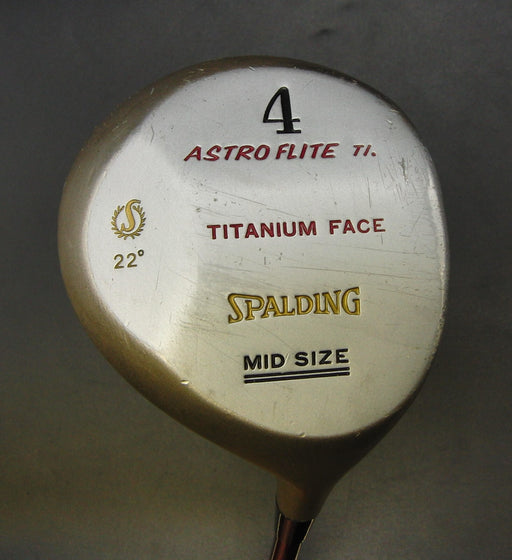 4
ASTRO FLITE TI.
TITANIUM FACE
S
22°
SPALDING
MID SIZE